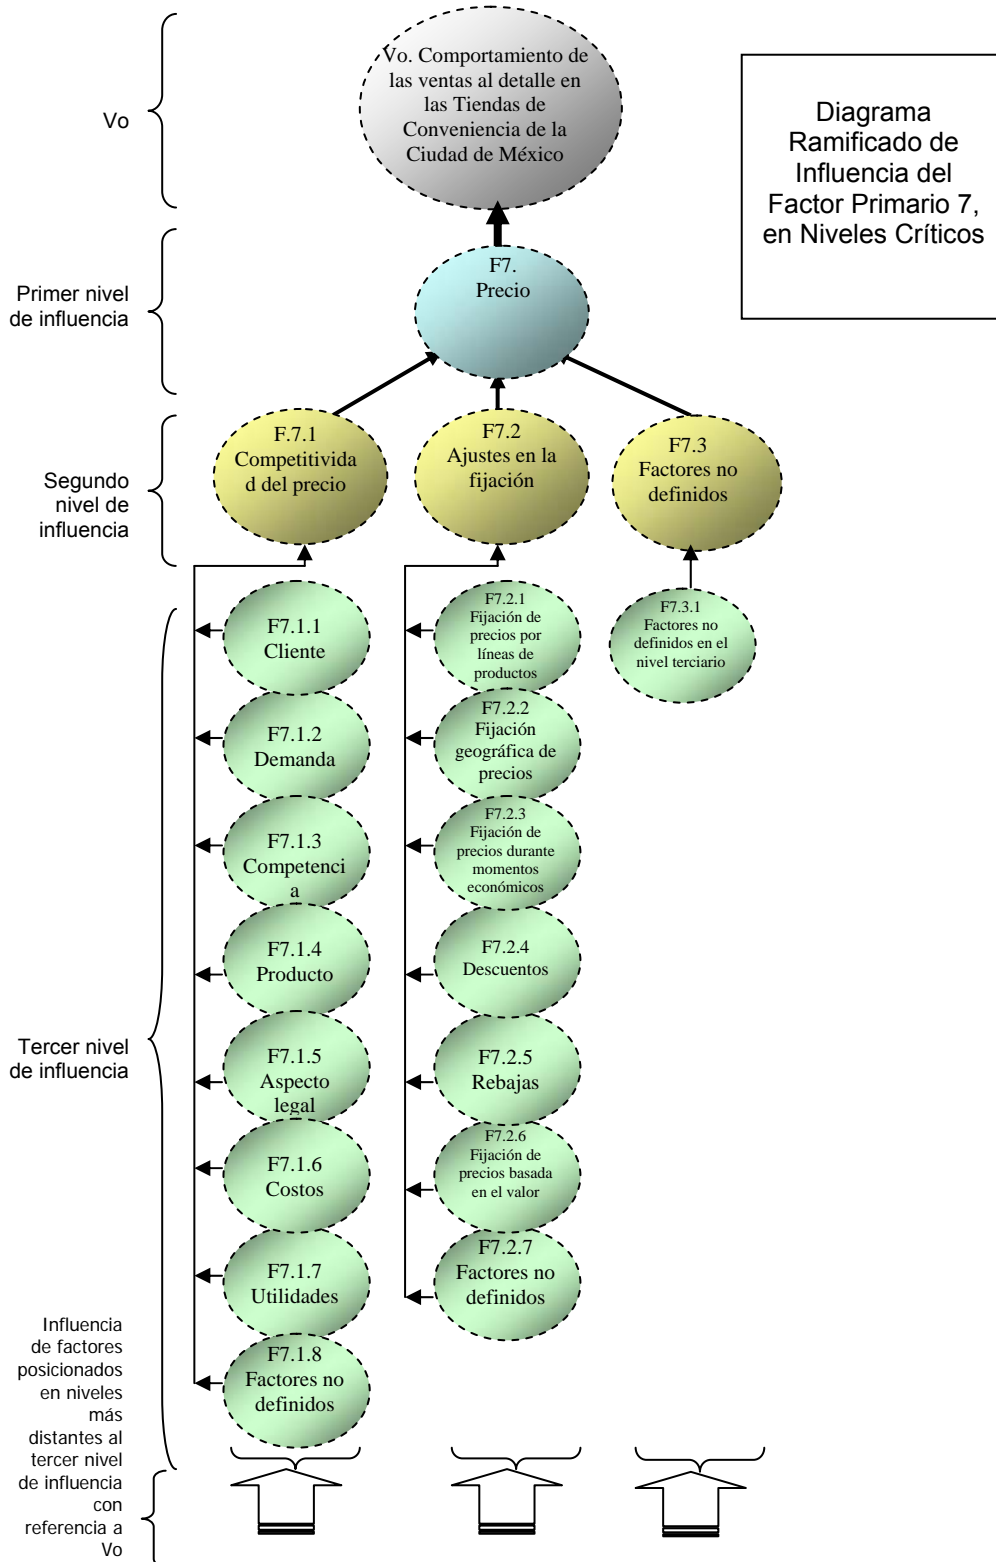 Vo
Vo. Comportamiento de
las ventas al detalle en
las Tiendas de
Conveniencia de la
Ciudad de México
Diagrama
Ramificado de
Influencia del
Factor Primario 7,
en Niveles Críticos
Primer nivel
de influencia
F7.
Precio
Segundo
nivel de
influencia
F.7.1
Competitivida
d del precio
F7.2
Ajustes en la
fijación
F7.3
Factores no
definidos
Tercer nivel
de influencia
F7.1.1
Cliente
F7.1.2
Demanda
F7.1.3
Competenci
a
F7.1.4
Producto
F7.1.5
Aspecto
legal
F7.1.6
Costos
F7.1.7
Utilidades
F7.1.8
Factores no
definidos
F7.2.1
Fijación de
precios por
líneas de
productos
F7.2.2
Fijación
geográfica de
precios
F7.2.3
Fijación de
precios durante
momentos
económicos
F7.2.4
Descuentos
F7.2.5
Rebajas
F7.2.6
Fijación de
precios basada
en el valor
F7.2.7
Factores no
definidos
F7.3.1
Factores no
definidos en el
nivel terciario
Influencia
de factores
posicionados
en niveles
más
distantes al
tercer nivel
de influencia
con
referencia a
Vo